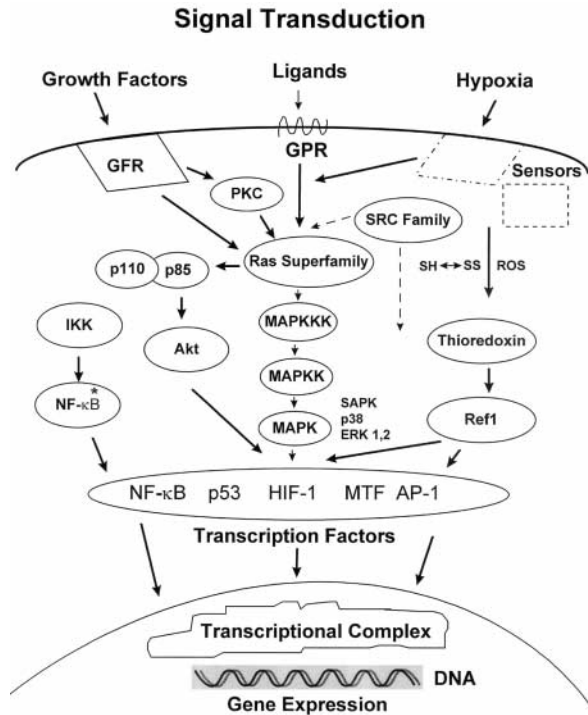 Signal Transduction
Growth Factors
Ligands
Hypoxia
GFR
GPR
Sensors
PKC
SRC Family
p110
p85
Ras Superfamily
SH↔SS
ROS
IKK
Akt
MAPKKK
Thioredoxin
MAPKK
NF-κB*
MAPK
SAPK
p38
ERK 1,2
Ref1
NF-κB p53 HIF-1 MTF AP-1
Transcription Factors
Transcriptional Complex
DNA
Gene Expression